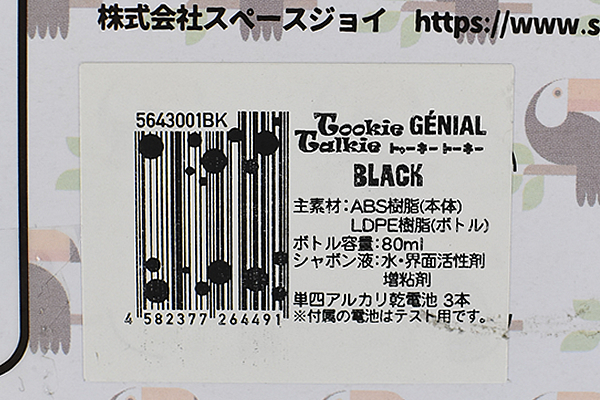 株式会社スペースジョイ https://www.s
5643001BK
Tookie GÉNIAL
Talkie トゥーキートーキー
BLACK
主素材：ABS樹脂(本体)
LDPE樹脂(ボトル)
ボトル容量：80ml
シャボン液：水・界面活性剤
増粘剤
単四アルカリ乾電池 3本
※付属の電池はテスト用です。
4 582377 264491